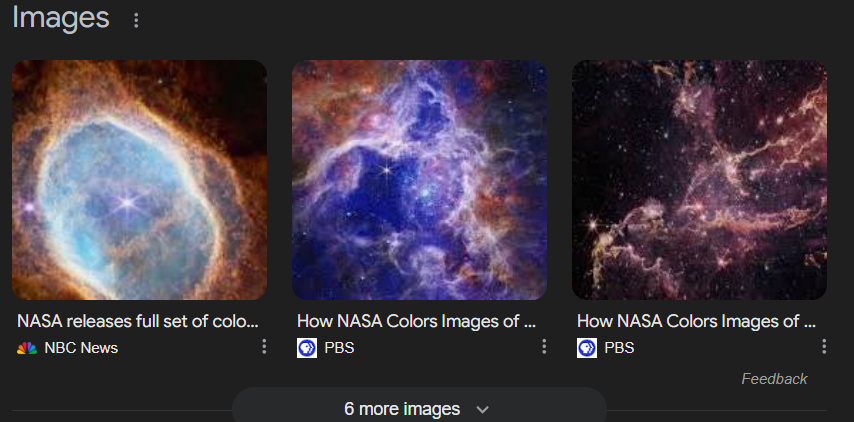 Images
NASA releases full set of colo...
NBC News
How NASA Colors Images of ...
PBS
How NASA Colors Images of ...
PBS
Feedback
6 more images